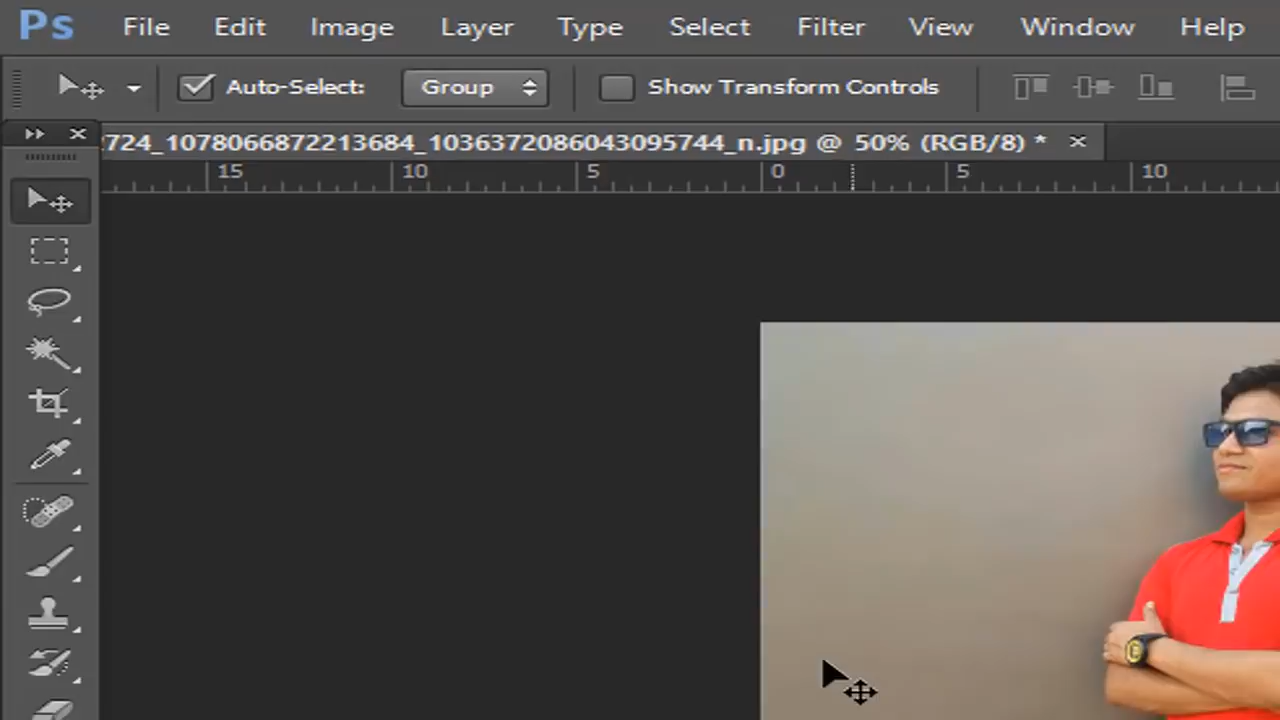 Ps File Edit Image Layer Type Select Filter View Window Help
Auto-Select: Group Show Transform Controls
724_1078066872213684_1036372086043095744_n.jpg @ 50% (RGB/8) *
15 10 5 0 5 10